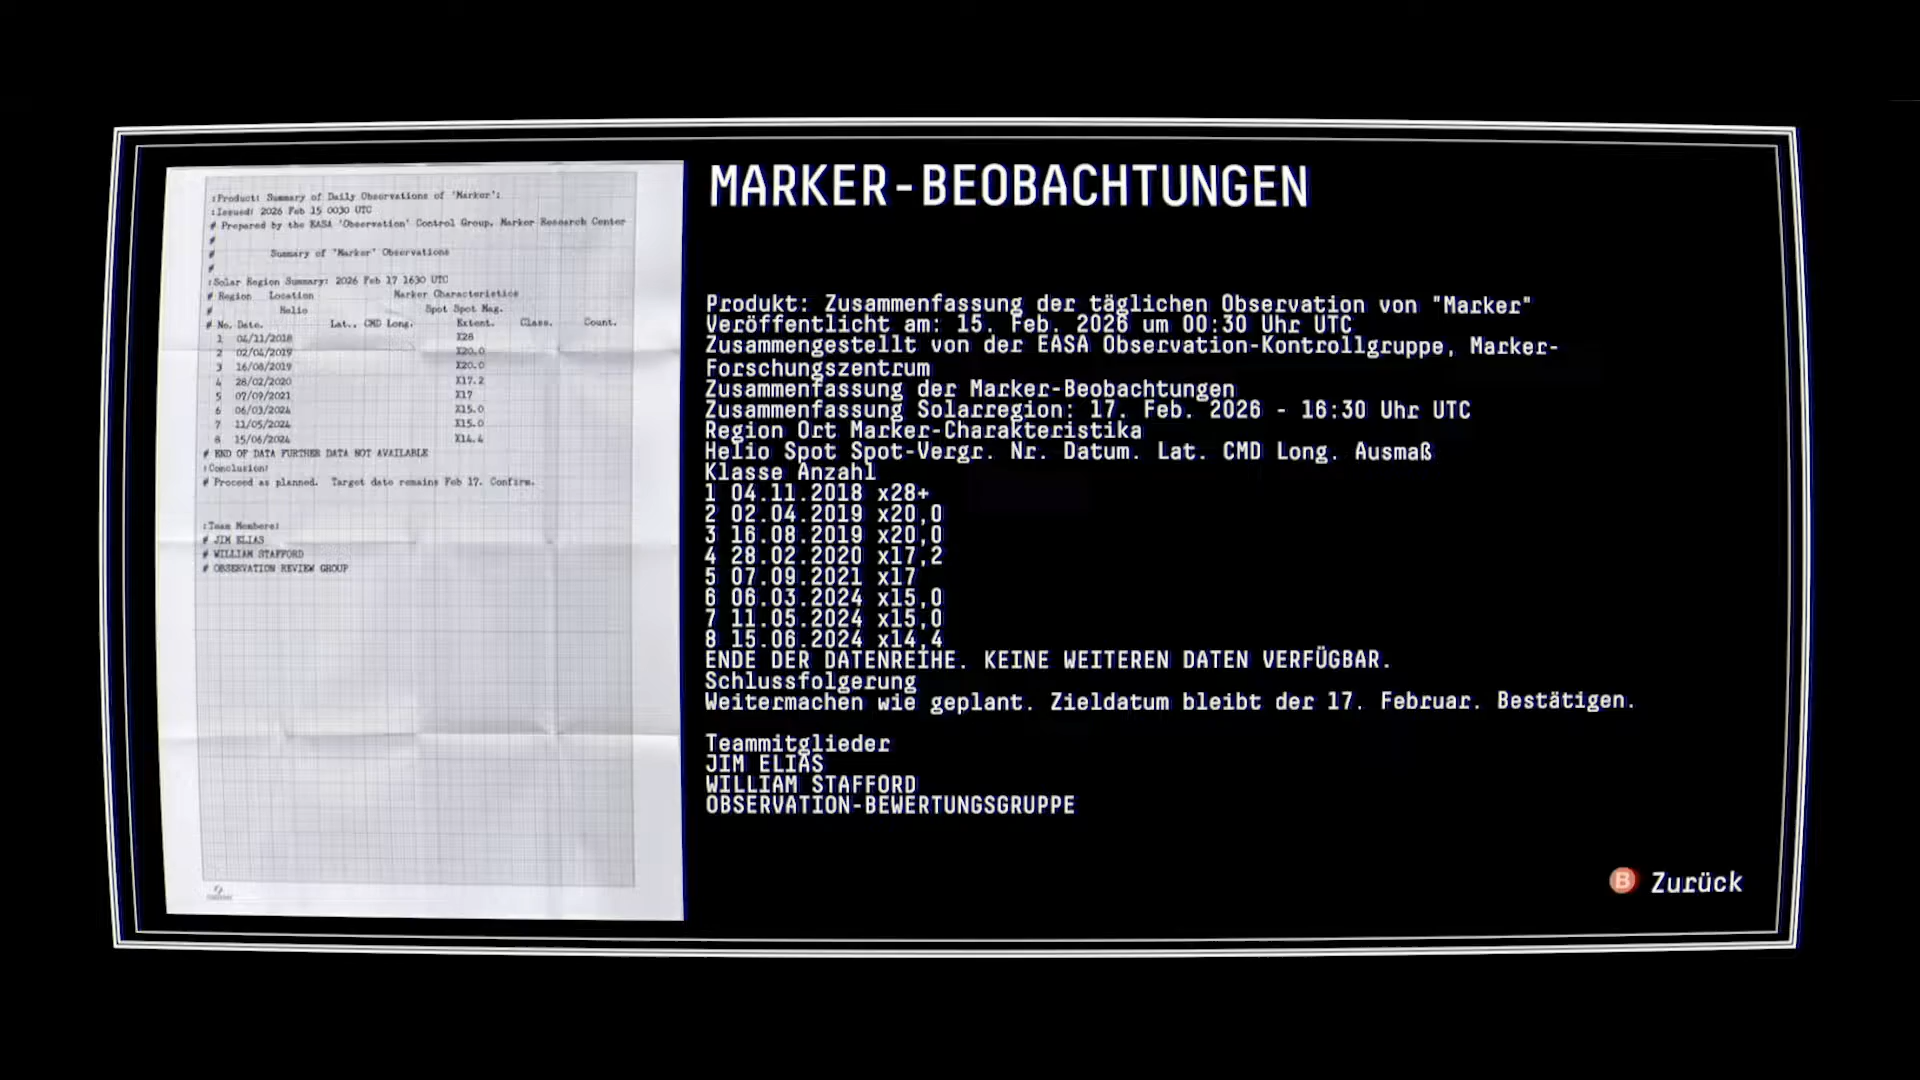 :Product: Summary of Daily Observations of 'Marker':
:Issued: 2026 Feb 15 0030 UTC
# Prepared by the EASA 'Observation' Control Group, Marker Research Center
#
# Summary of 'Marker' Observations
#
:Solar Region Summary: 2026 Feb 17 1630 UTC
# Region Location Marker Characteristics
# Helio Spot Spot Mag.
# No. Date. Lat., CMD Long. Extent. Class. Count.
1 04/11/2018 X28
2 02/04/2019 X20.0
3 16/08/2019 X20.0
4 28/02/2020 X17.2
5 07/09/2021 X17
6 06/03/2024 X15.0
7 11/05/2024 X15.0
8 15/06/2024 X14.4
# END OF DATA FURTHER DATA NOT AVAILABLE
:Conclusion:
# Proceed as planned. Target date remains Feb 17. Confirm.
:Team Members:
# JIM ELIAS
# WILLIAM STAFFORD
# OBSERVATION REVIEW GROUP
MARKER-BEOBACHTUNGEN
Produkt: Zusammenfassung der täglichen Observation von "Marker"
Veröffentlicht am: 15. Feb. 2026 um 00:30 Uhr UTC
Zusammengestellt von der EASA Observation-Kontrollgruppe, Marker-
Forschungszentrum
Zusammenfassung der Marker-Beobachtungen
Zusammenfassung Solarregion: 17. Feb. 2026 - 16:30 Uhr UTC
Region Ort Marker-Charakteristika
Helio Spot Spot-Vergr. Nr. Datum. Lat. CMD Long. Ausmaß
Klasse Anzahl
1 04.11.2018 x28+
2 02.04.2019 x20,0
3 16.08.2019 x20,0
4 28.02.2020 x17,2
5 07.09.2021 x17
6 06.03.2024 x15,0
7 11.05.2024 x15,0
8 15.06.2024 x14,4
ENDE DER DATENREIHE. KEINE WEITEREN DATEN VERFÜGBAR.
Schlussfolgerung
Weitermachen wie geplant. Zieldatum bleibt der 17. Februar. Bestätigen.
Teammitglieder
JIM ELIAS
WILLIAM STAFFORD
OBSERVATION-BEWERTUNGSGRUPPE
B Zurück